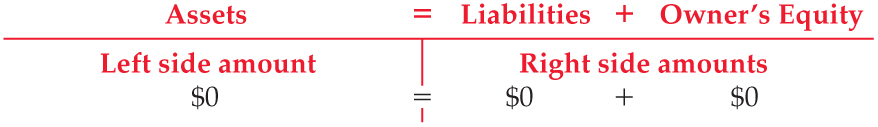 Assets = Liabilities + Owner's Equity
Left side amount Right side amounts
$0 = $0 + $0